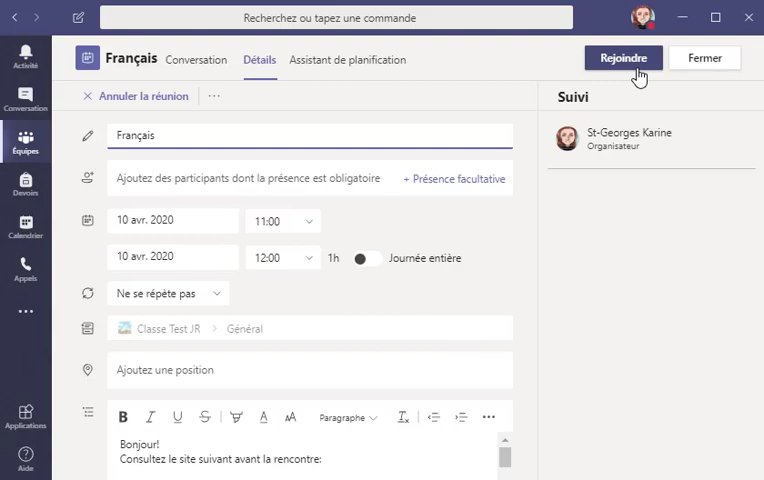 Recherchez ou tapez une commande
Activité
Conversation
Équipes
Devoirs
Calendrier
Appels
Applications
Aide
Français Conversation Détails Assistant de planification Rejoindre Fermer
Annuler la réunion ...
Français
Ajoutez des participants dont la présence est obligatoire + Présence facultative
10 avr. 2020 11:00
10 avr. 2020 12:00 1h Journée entière
Ne se répète pas
Classe Test JR > Général
Ajoutez une position
B I U S A AA Paragraphe ...
Bonjour!
Consultez le site suivant avant la rencontre:
Suivi
St-Georges Karine
Organisateur